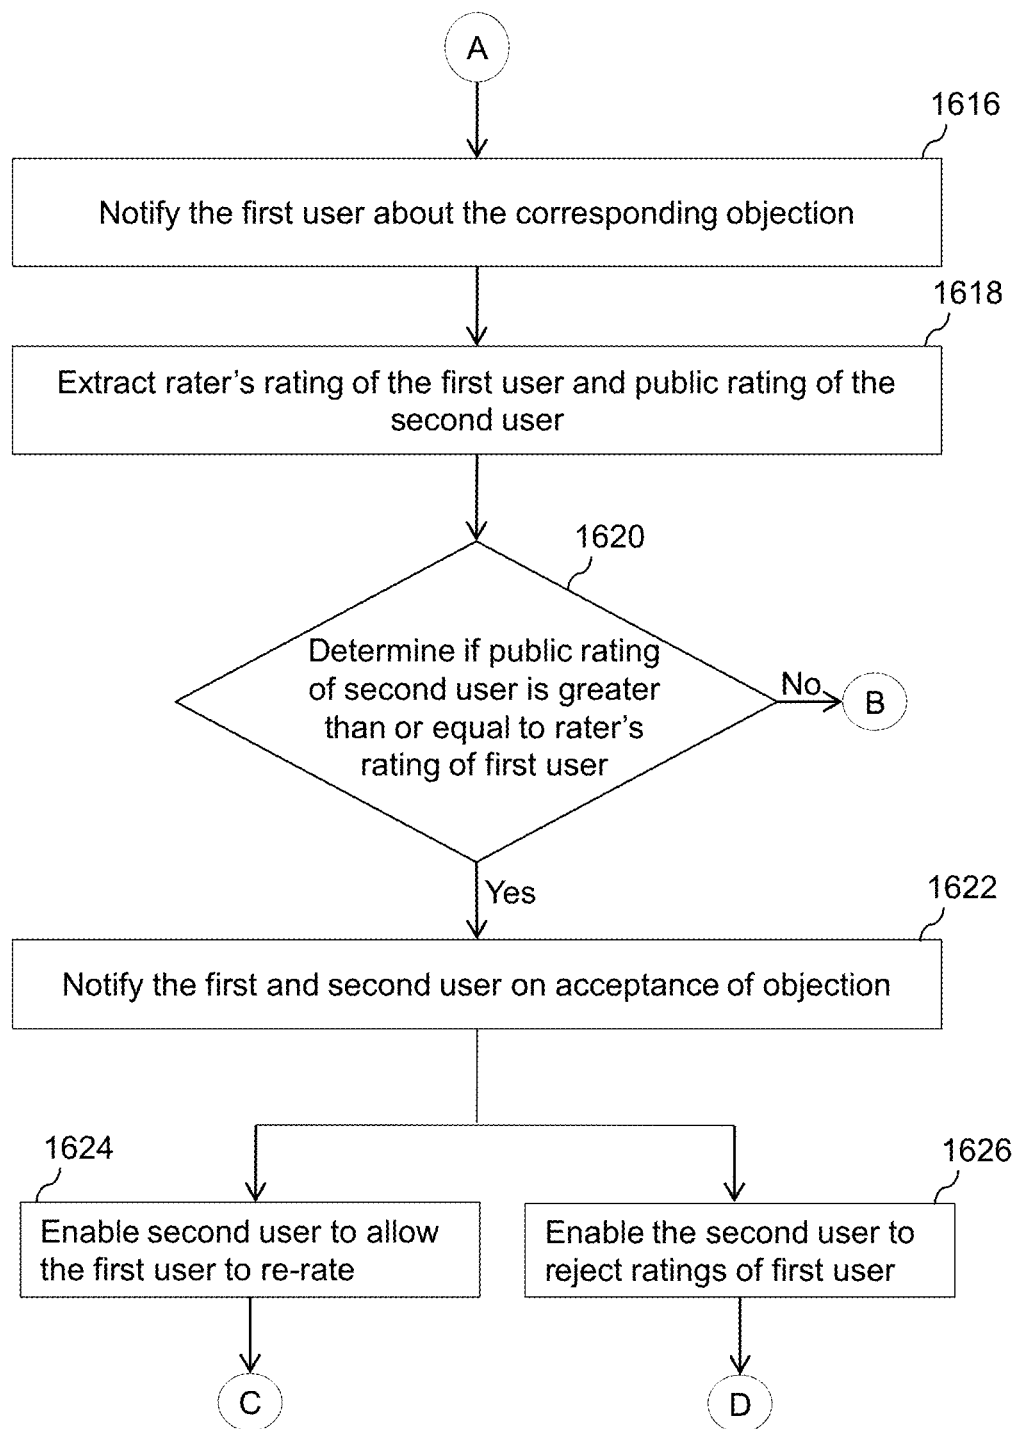 A
1616
Notify the first user about the corresponding objection
1618
Extract rater's rating of the first user and public rating of the
second user
1620
Determine if public rating
of second user is greater
than or equal to rater's
rating of first user
No
B
Yes
1622
Notify the first and second user on acceptance of objection
1624
Enable second user to allow
the first user to re-rate
1626
Enable the second user to
reject ratings of first user
C
D